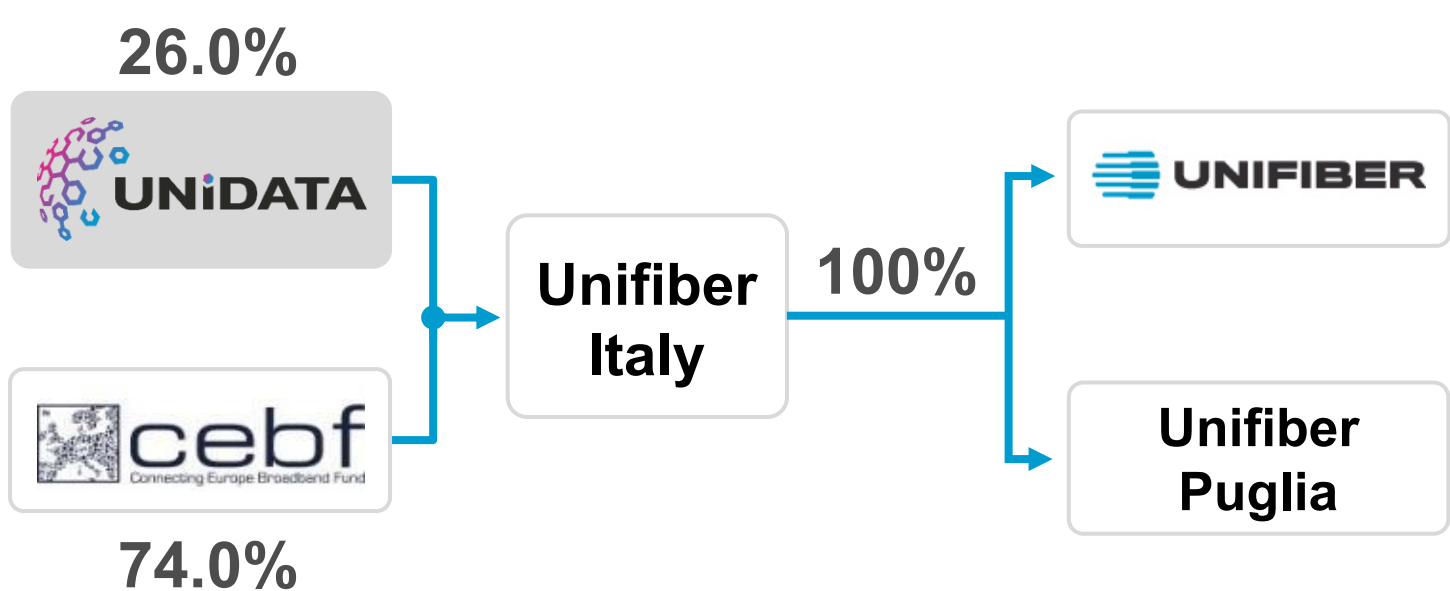 26.0%
UNiDATA
cebf
Connecting Europe Broadband Fund
74.0%
Unifiber
Italy
100%
UNIFIBER
Unifiber
Puglia